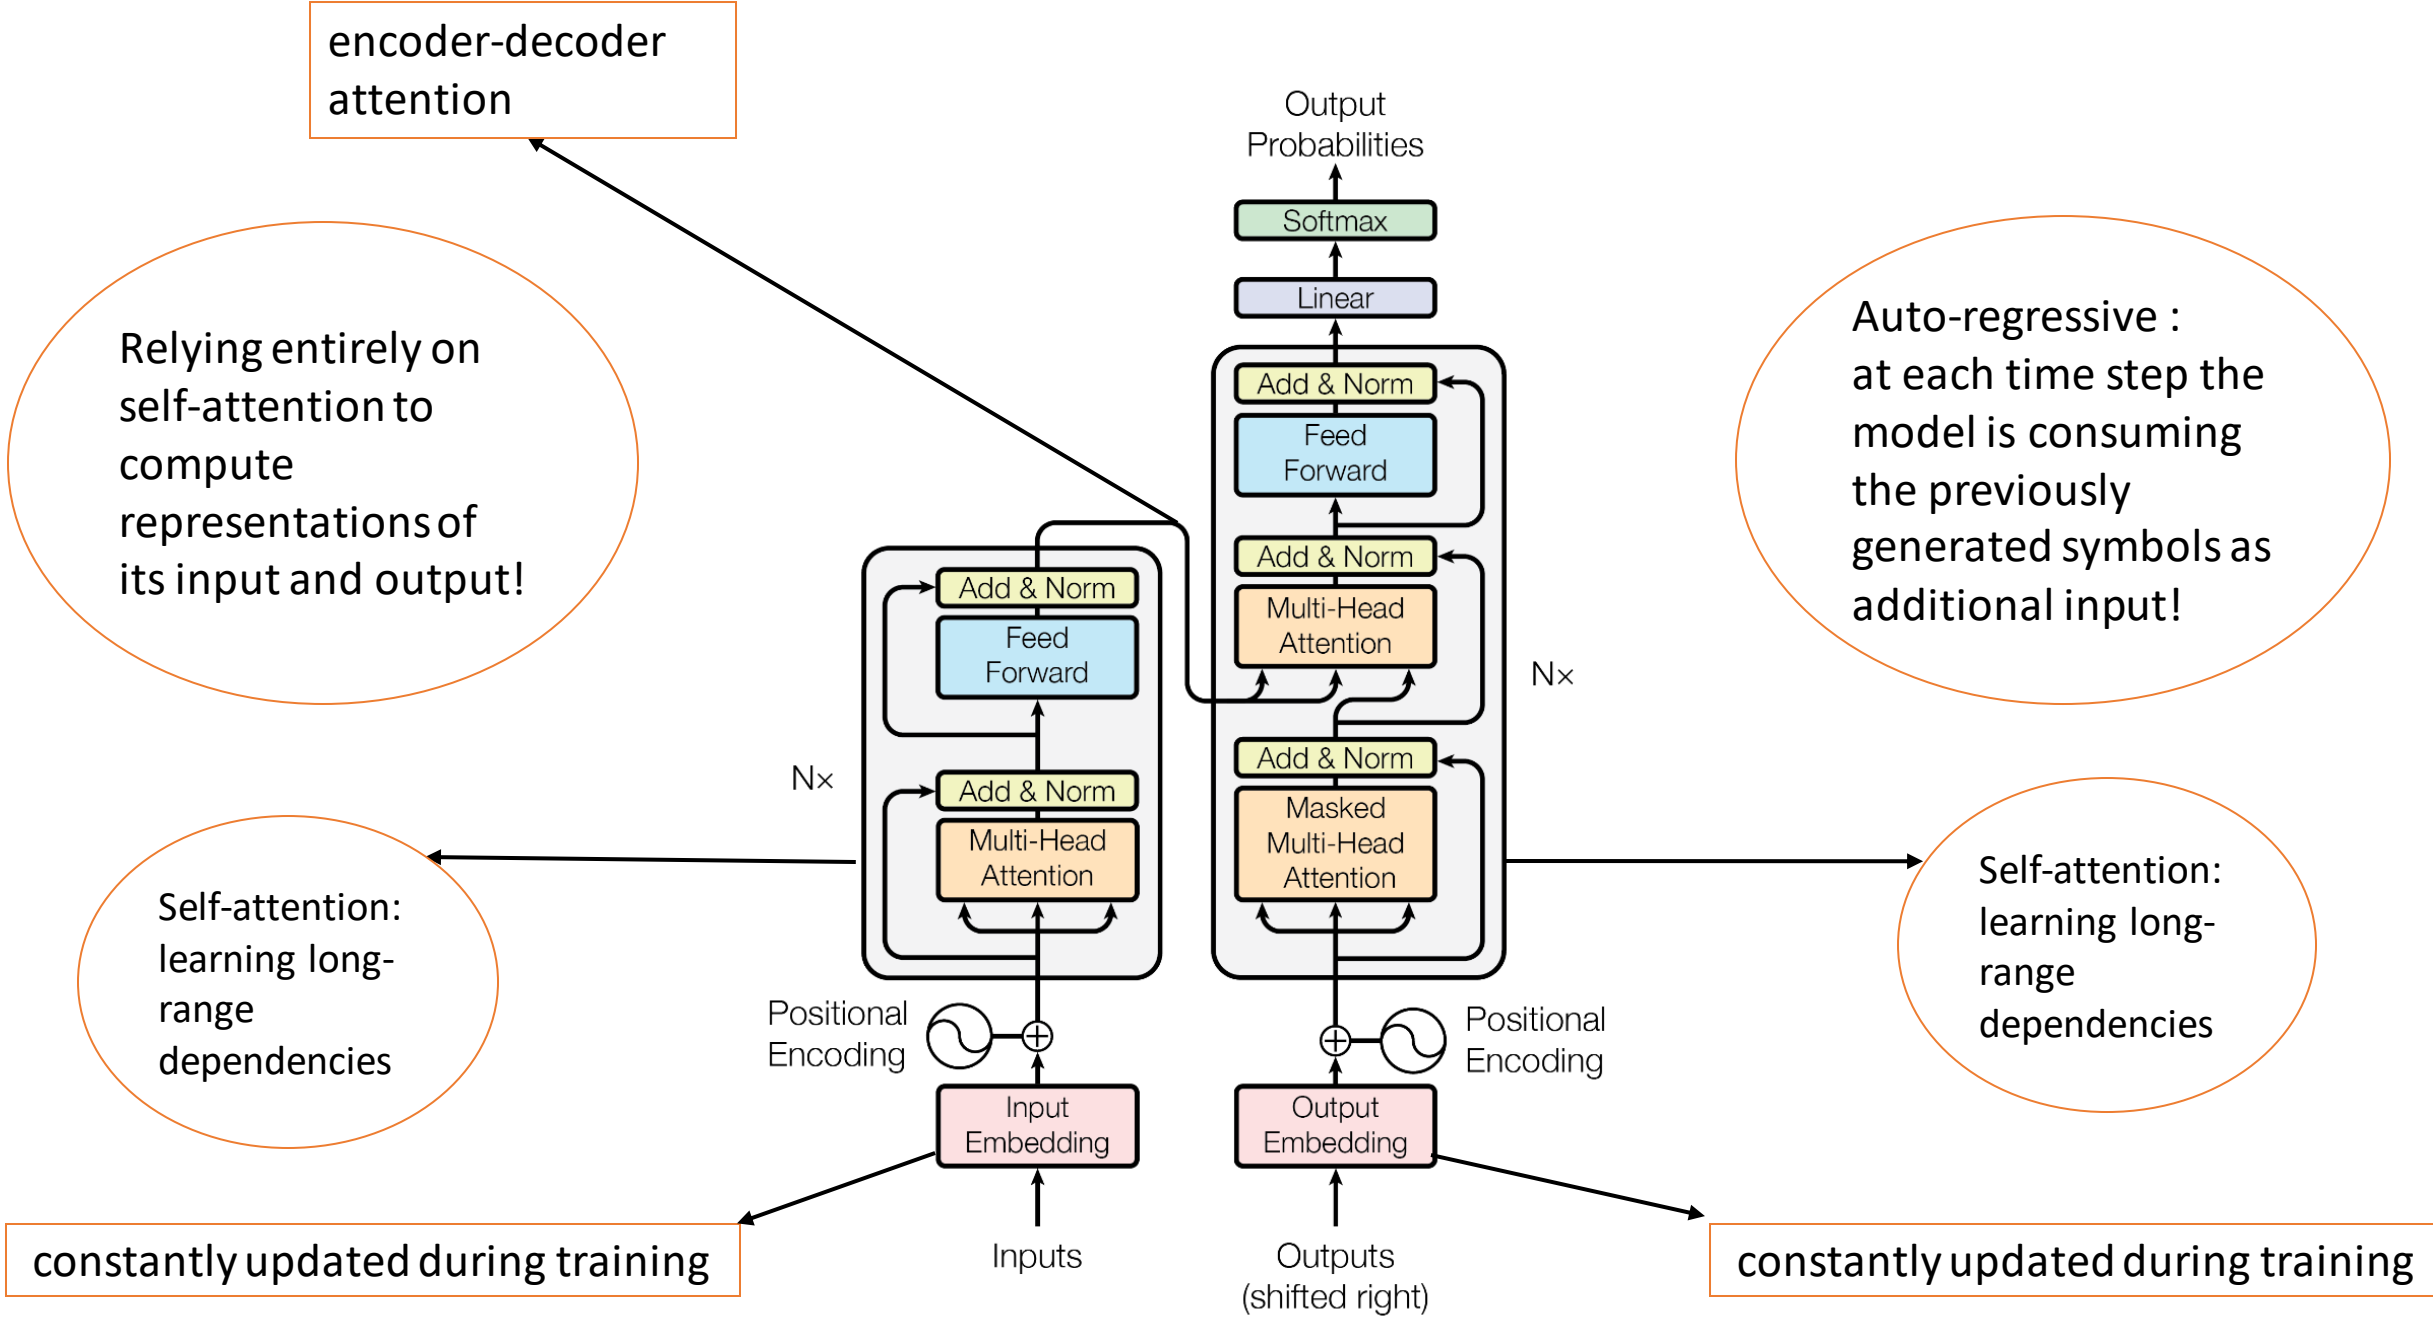 encoder-decoder
attention
Output
Probabilities
Softmax
Linear
Add & Norm
Feed
Forward
Add & Norm
Multi-Head
Attention
Nx
Add & Norm
Masked
Multi-Head
Attention
Positional
Encoding
Output
Embedding
Outputs
(shifted right)
Add & Norm
Feed
Forward
Nx
Add & Norm
Multi-Head
Attention
Positional
Encoding
Input
Embedding
Inputs
Relying entirely on
self-attention to
compute
representations of
its input and output!
Auto-regressive :
at each time step the
model is consuming
the previously
generated symbols as
additional input!
Self-attention:
learning long-
range
dependencies
Self-attention:
learning long-
range
dependencies
constantly updated during training
constantly updated during training